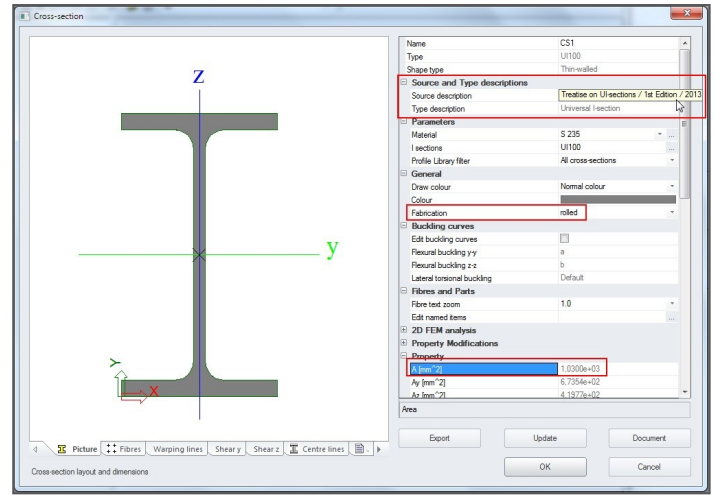 Cross-section
z
y
Y
X
Picture Fibres Warping lines Shear y Shear z Centre lines
Cross-section layout and dimensions
Name CS1
Type UI100
Shape type Thin-walled
Source and Type descriptions
Source description Treatise on UI-sections / 1st Edition / 2013
Type description Universal I-section
Parameters
Material S 235 ...
I sections UI100 ...
Profile Library filter All cross-sections
General
Draw colour Normal colour
Colour
Fabrication rolled
Buckling curves
Edit buckling curves
Flexural buckling y-y a
Flexural buckling z-z b
Lateral torsional buckling Default
Fibres and Parts
Fibre text zoom 1.0
Edit named items ...
2D FEM analysis
Property Modifications
Property
A [mm^2] 1,0300e+03
Ay [mm^2] 6,7354e+02
Az [mm^2] 4,1977e+02
Area
Export Update Document
OK Cancel